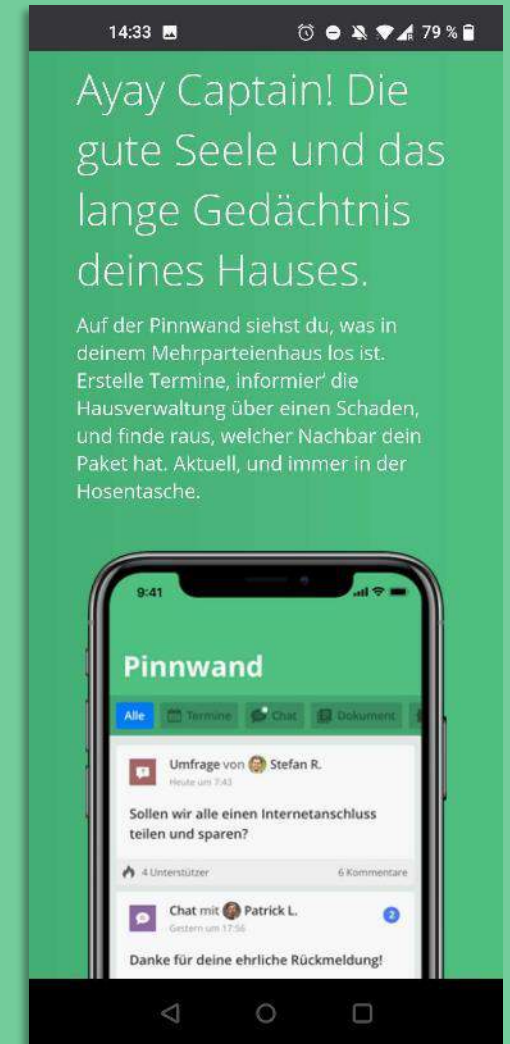 14:33
79 %
Ayay Captain! Die
gute Seele und das
lange Gedächtnis
deines Hauses.
Auf der Pinnwand siehst du, was in
deinem Mehrparteienhaus los ist.
Erstelle Termine, informier’ die
Hausverwaltung über einen Schaden,
und finde raus, welcher Nachbar dein
Paket hat. Aktuell, und immer in der
Hosentasche.
9:41
Pinnwand
Alle Termine Chat Dokument
Umfrage von Stefan R.
Heute um 7:43
Sollen wir alle einen Internetanschluss
teilen und sparen?
4 Unterstützer 6 Kommentare
Chat mit Patrick L. 2
Gestern um 17:56
Danke für deine ehrliche Rückmeldung!